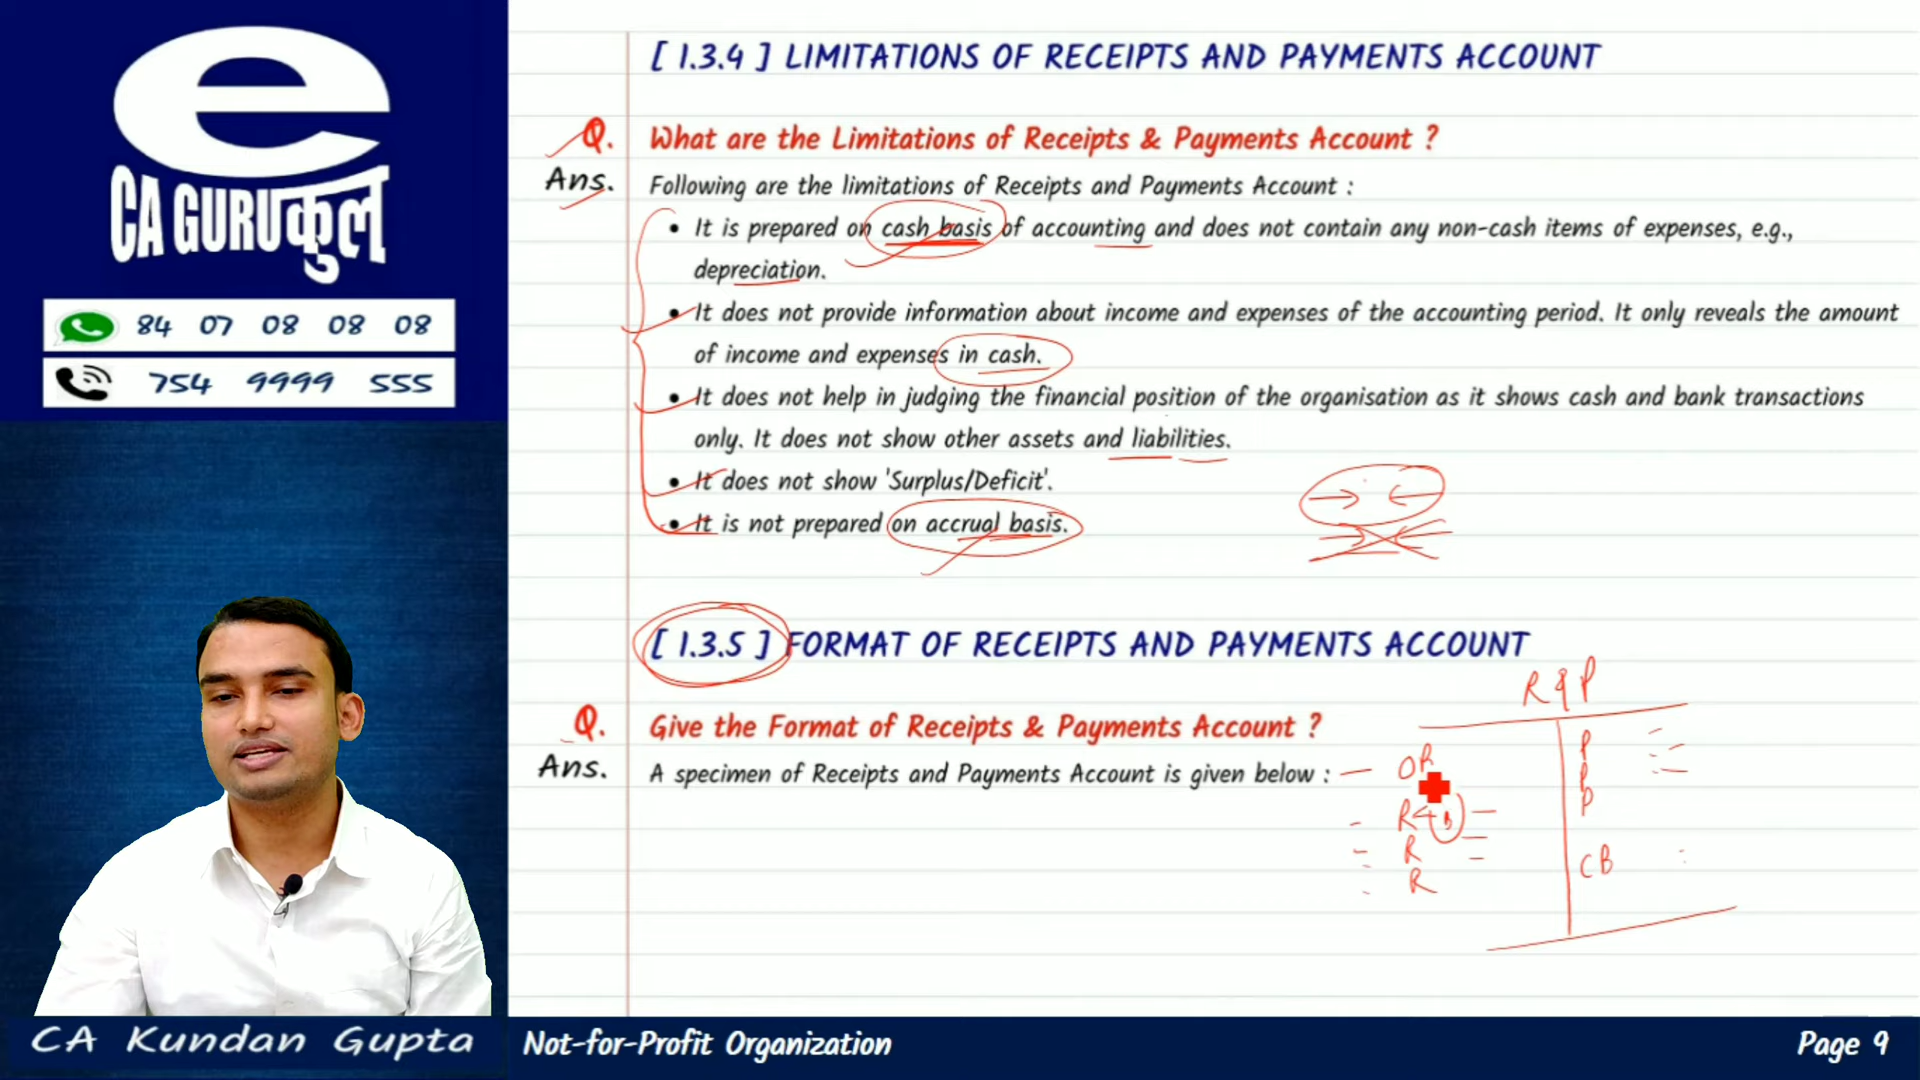 e
CA GURUकुल
84 07 08 08 08
754 9999 555
CA Kundan Gupta
[ 1.3.4 ] LIMITATIONS OF RECEIPTS AND PAYMENTS ACCOUNT
Q. What are the Limitations of Receipts & Payments Account ?
Ans. Following are the limitations of Receipts and Payments Account :
• It is prepared on cash basis of accounting and does not contain any non-cash items of expenses, e.g.,
depreciation.
• It does not provide information about income and expenses of the accounting period. It only reveals the amount
of income and expenses in cash.
• It does not help in judging the financial position of the organisation as it shows cash and bank transactions
only. It does not show other assets and liabilities.
• It does not show 'Surplus/Deficit'.
• It is not prepared on accrual basis.
[ 1.3.5 ] FORMAT OF RECEIPTS AND PAYMENTS ACCOUNT
Q. Give the Format of Receipts & Payments Account ?
Ans. A specimen of Receipts and Payments Account is given below :
R & P
R
R
P
P
P
CB
Not-for-Profit Organization
Page 9